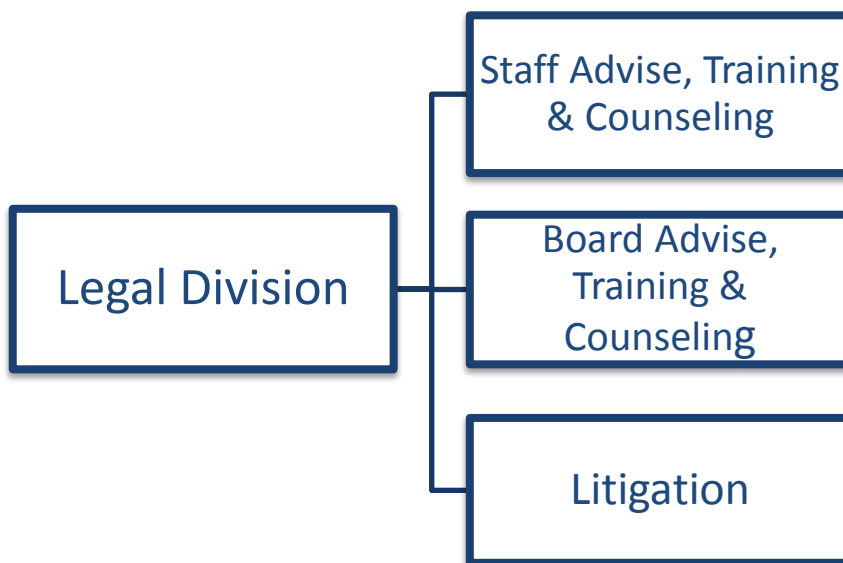 Staff Advise, Training
& Counseling
Legal Division
Board Advise,
Training &
Counseling
Litigation